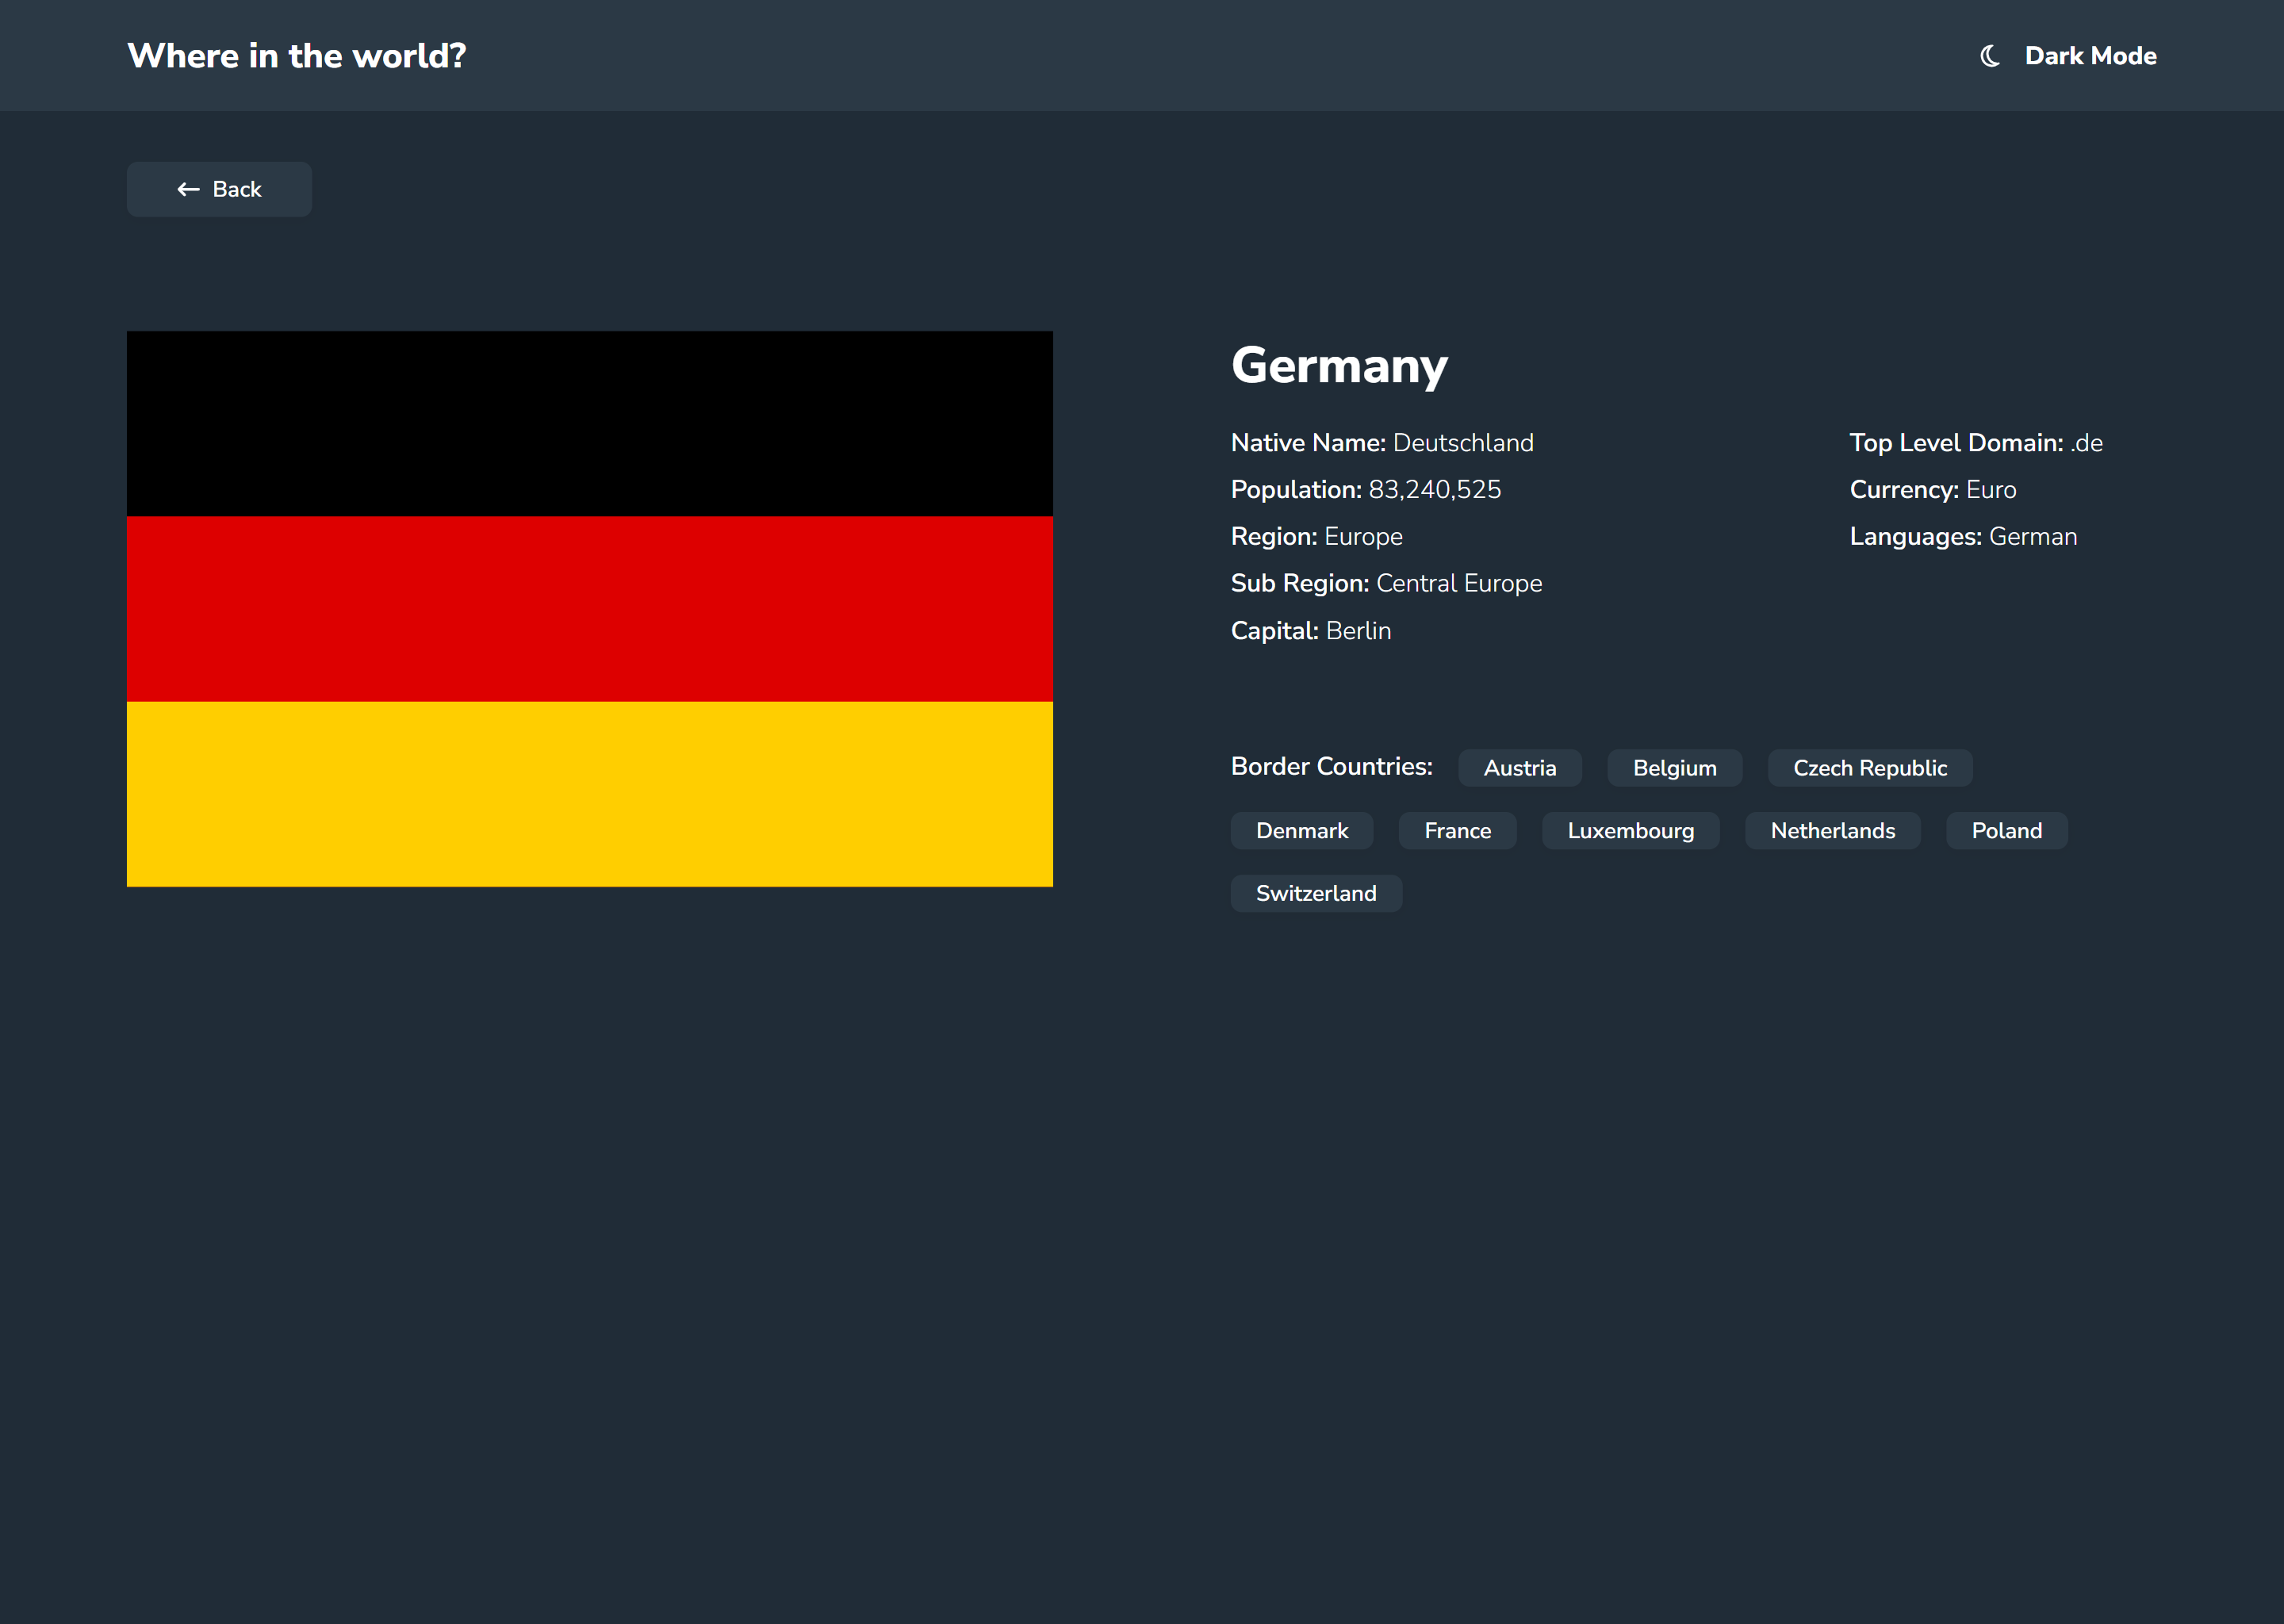 Where in the world?
Dark Mode
Back
Germany
Native Name: Deutschland
Population: 83,240,525
Region: Europe
Sub Region: Central Europe
Capital: Berlin
Top Level Domain: .de
Currency: Euro
Languages: German
Border Countries: Austria Belgium Czech Republic
Denmark France Luxembourg Netherlands Poland
Switzerland